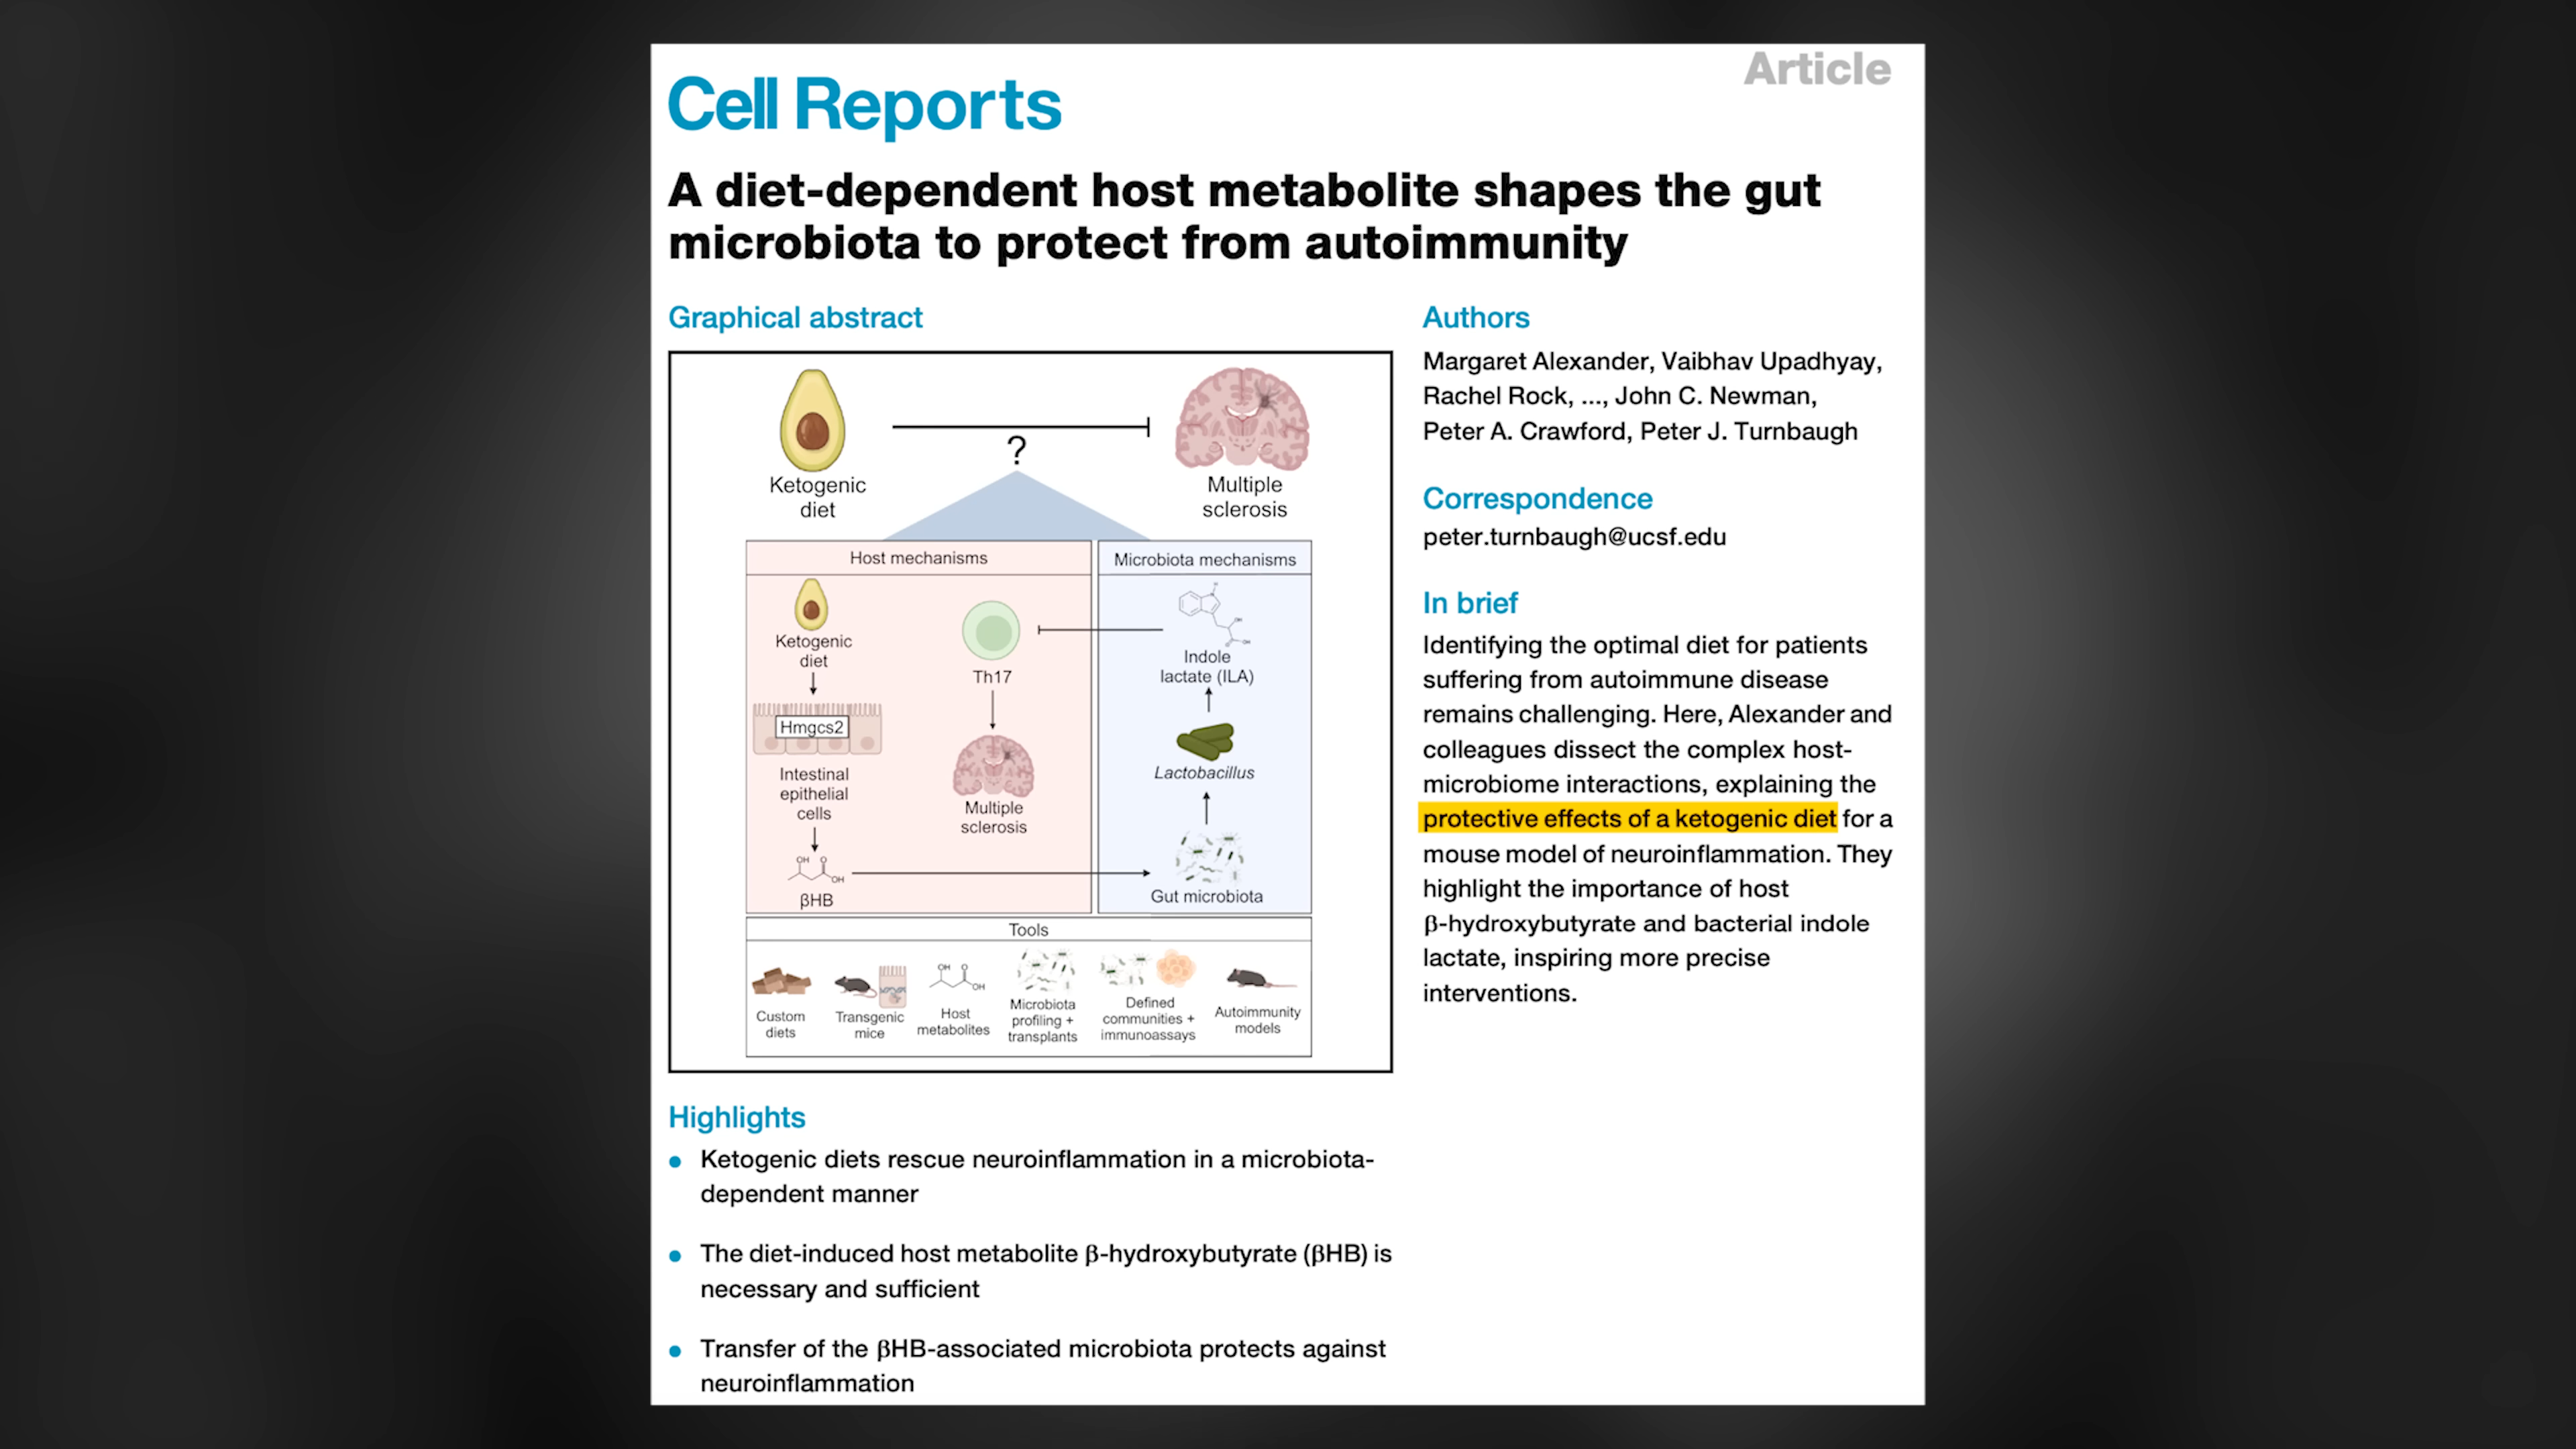 Article
Cell Reports
A diet-dependent host metabolite shapes the gut
microbiota to protect from autoimmunity
Graphical abstract
Ketogenic
diet
?
Multiple
sclerosis
Host mechanisms
Ketogenic
diet
Hmgcs2
Intestinal
epithelial
cells
OH O
OH
βHB
Th17
Multiple
sclerosis
Microbiota mechanisms
OH
OH
Indole
lactate (ILA)
Lactobacillus
Gut microbiota
Tools
Custom
diets
Transgenic
mice
OH O
OH
Host
metabolites
Microbiota
profiling +
transplants
Defined
communities +
immunoassays
Autoimmunity
models
Highlights
• Ketogenic diets rescue neuroinflammation in a microbiota-
dependent manner
• The diet-induced host metabolite β-hydroxybutyrate (βHB) is
necessary and sufficient
• Transfer of the βHB-associated microbiota protects against
neuroinflammation
Authors
Margaret Alexander, Vaibhav Upadhyay,
Rachel Rock, ..., John C. Newman,
Peter A. Crawford, Peter J. Turnbaugh
Correspondence
peter.turnbaugh@ucsf.edu
In brief
Identifying the optimal diet for patients
suffering from autoimmune disease
remains challenging. Here, Alexander and
colleagues dissect the complex host-
microbiome interactions, explaining the
protective effects of a ketogenic diet for a
mouse model of neuroinflammation. They
highlight the importance of host
β-hydroxybutyrate and bacterial indole
lactate, inspiring more precise
interventions.